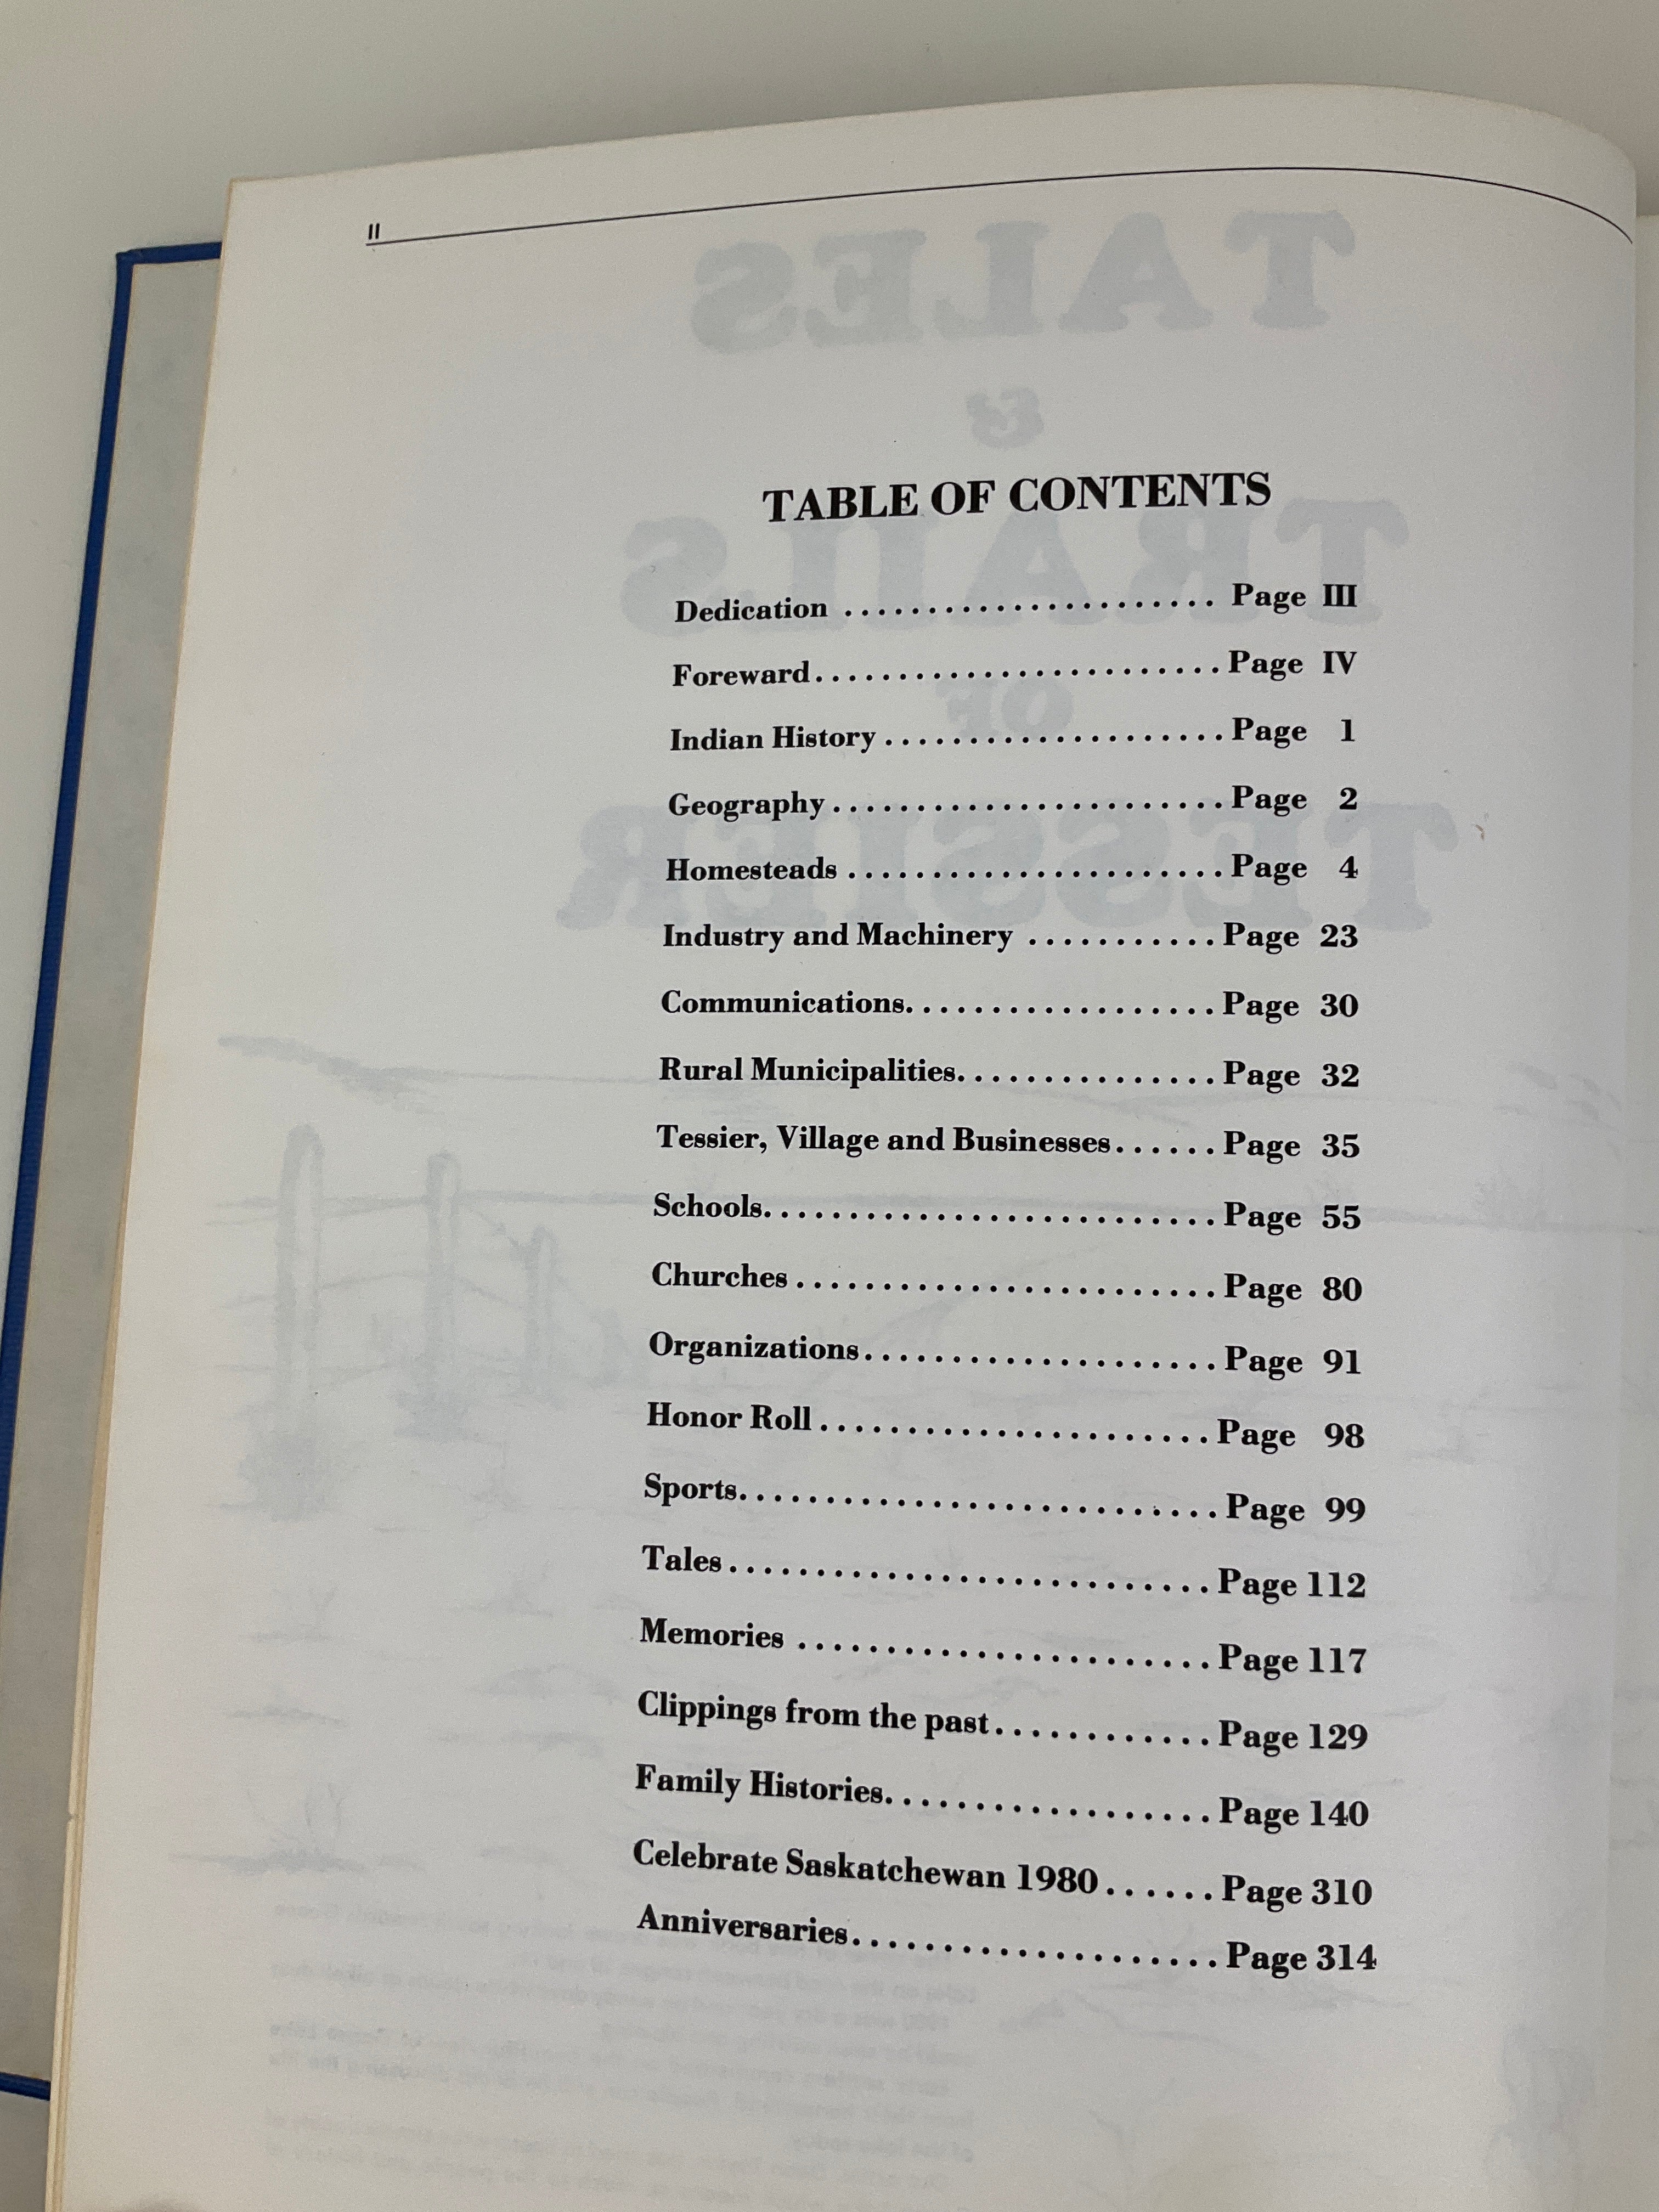 II
TALES
&
TRAILS
OF
TESSIER
TABLE OF CONTENTS
Dedication ...................... Page III
Foreward........................ Page IV
Indian History .................... Page 1
Geography........................ Page 2
Homesteads ...................... Page 4
Industry and Machinery ........... Page 23
Communications.................. Page 30
Rural Municipalities............... Page 32
Tessier, Village and Businesses...... Page 35
Schools.......................... Page 55
Churches ........................ Page 80
Organizations.................... Page 91
Honor Roll ...................... Page 98
Sports........................... Page 99
Tales............................ Page 112
Memories ........................ Page 117
Clippings from the past............ Page 129
Family Histories.................. Page 140
Celebrate Saskatchewan 1980 ...... Page 310
Anniversaries.................... Page 314